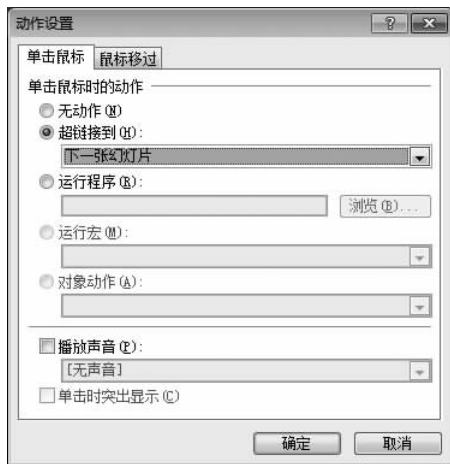 动作设置
单击鼠标 鼠标移过
单击鼠标时的动作
无动作(N)
超链接到(H):
下一张幻灯片
运行程序(R):
浏览(B)...
运行宏(M):
对象动作(A):
播放声音(P):
[无声音]
单击时突出显示(C)
确定 取消